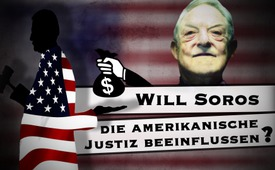 $
Will Soros
die amerikanische
Justiz beeinflussen?